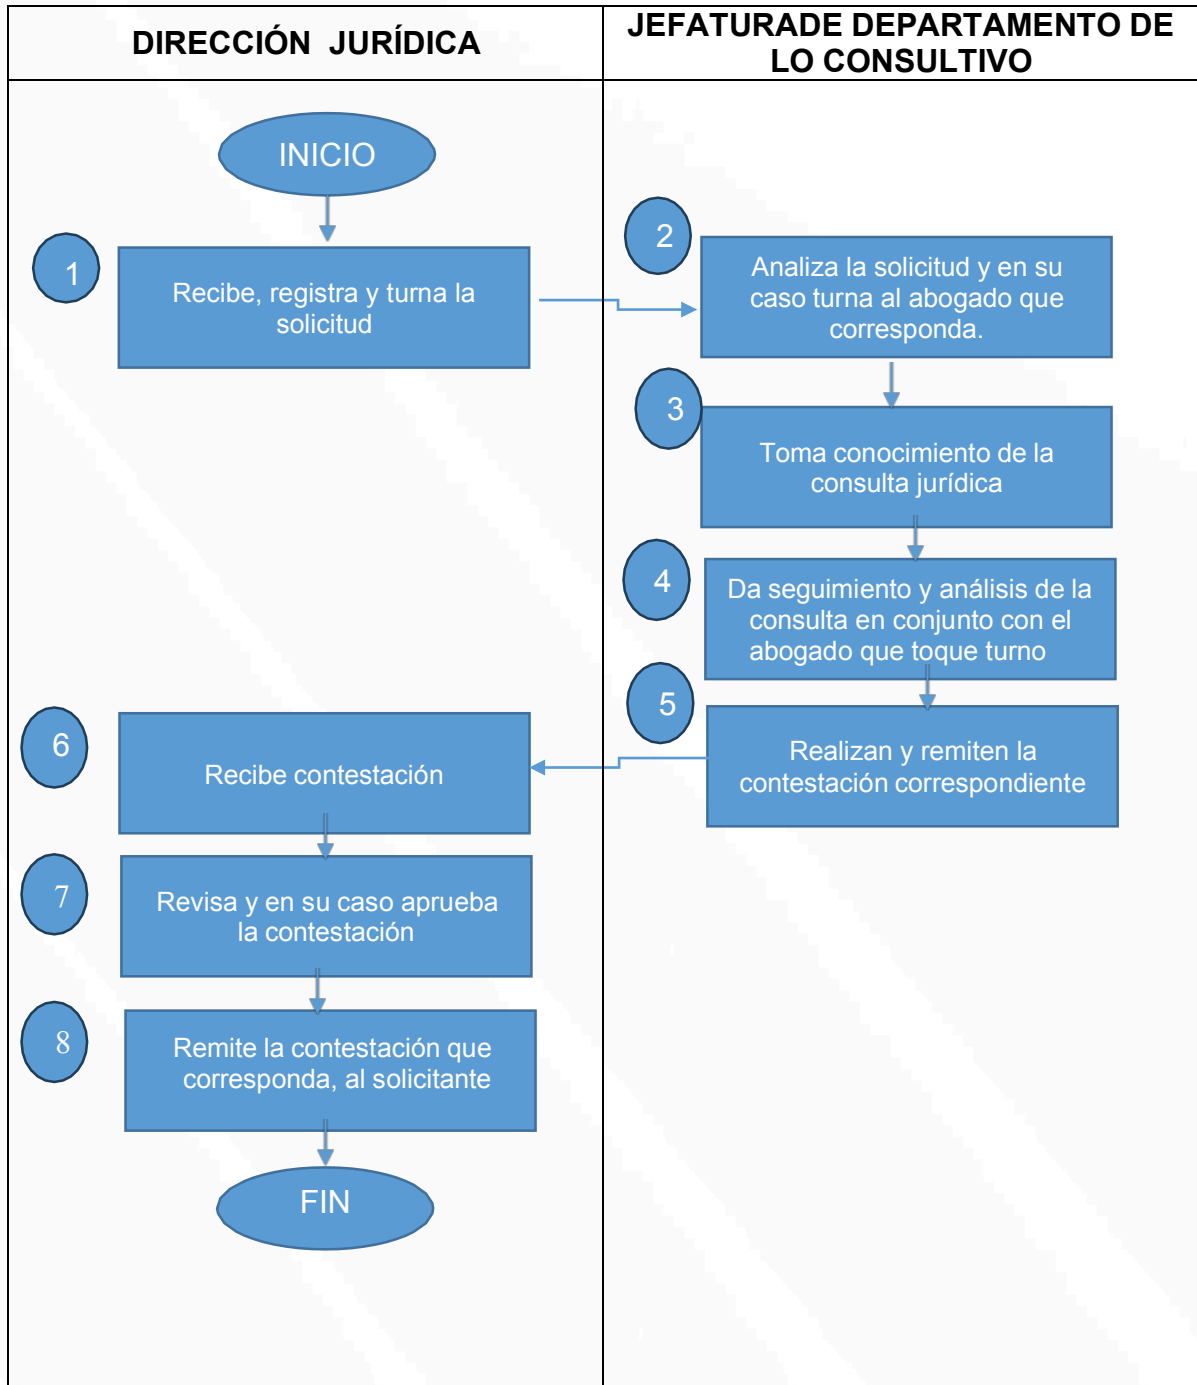 DIRECCIÓN  JURÍDICA
JEFATURADE DEPARTAMENTO DE
LO CONSULTIVO
INICIO
1
Recibe, registra y turna la
solicitud
2
Analiza la solicitud y en su
caso turna al abogado que
corresponda.
3
Toma conocimiento de la
consulta jurídica
4
Da seguimiento y análisis de la
consulta en conjunto con el
abogado que toque turno
5
Realizan y remiten la
contestación correspondiente
6
Recibe contestación
7
Revisa y en su caso aprueba
la contestación
8
Remite la contestación que
corresponda, al solicitante
FIN